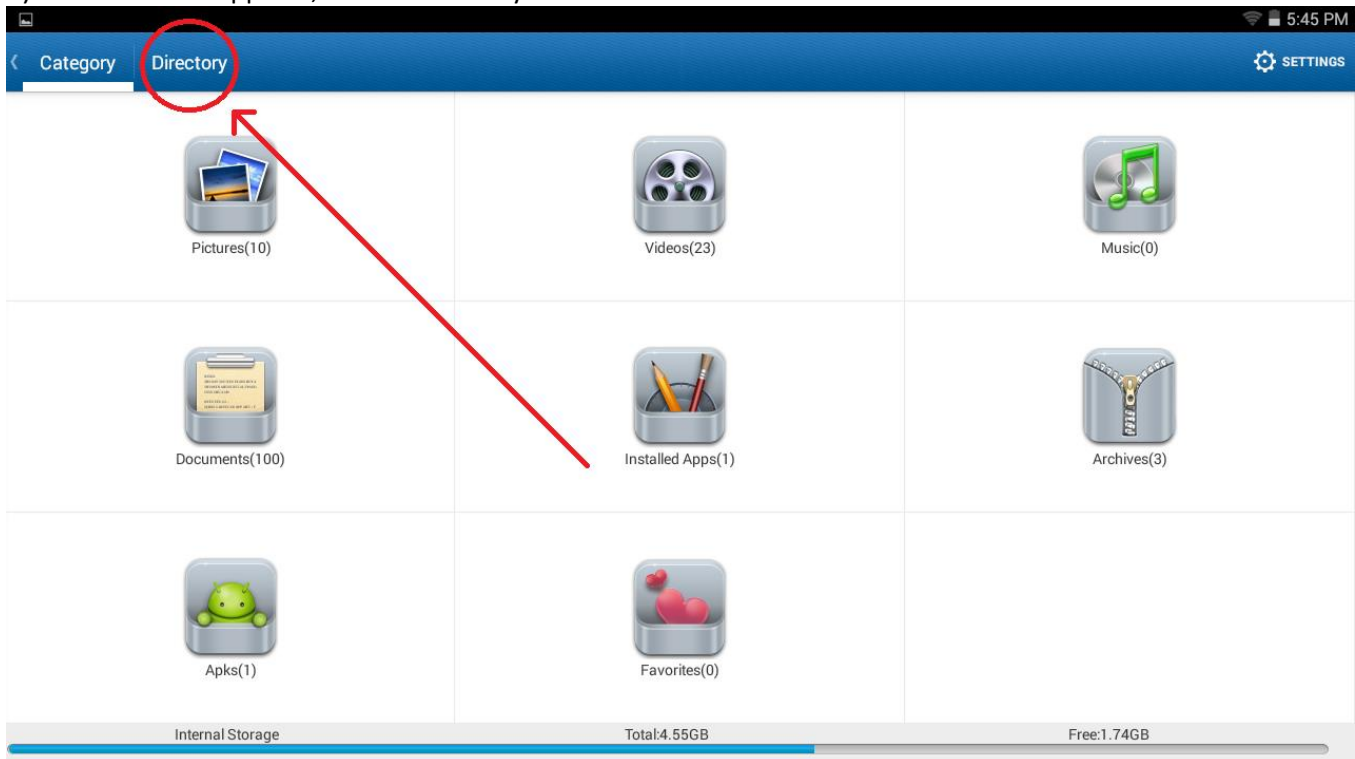 5:45 PM
Category Directory SETTINGS
Pictures(10) Videos(23) Music(0)
Documents(100) Installed Apps(1) Archives(3)
Apks(1) Favorites(0)
Internal Storage Total:4.55GB Free:1.74GB